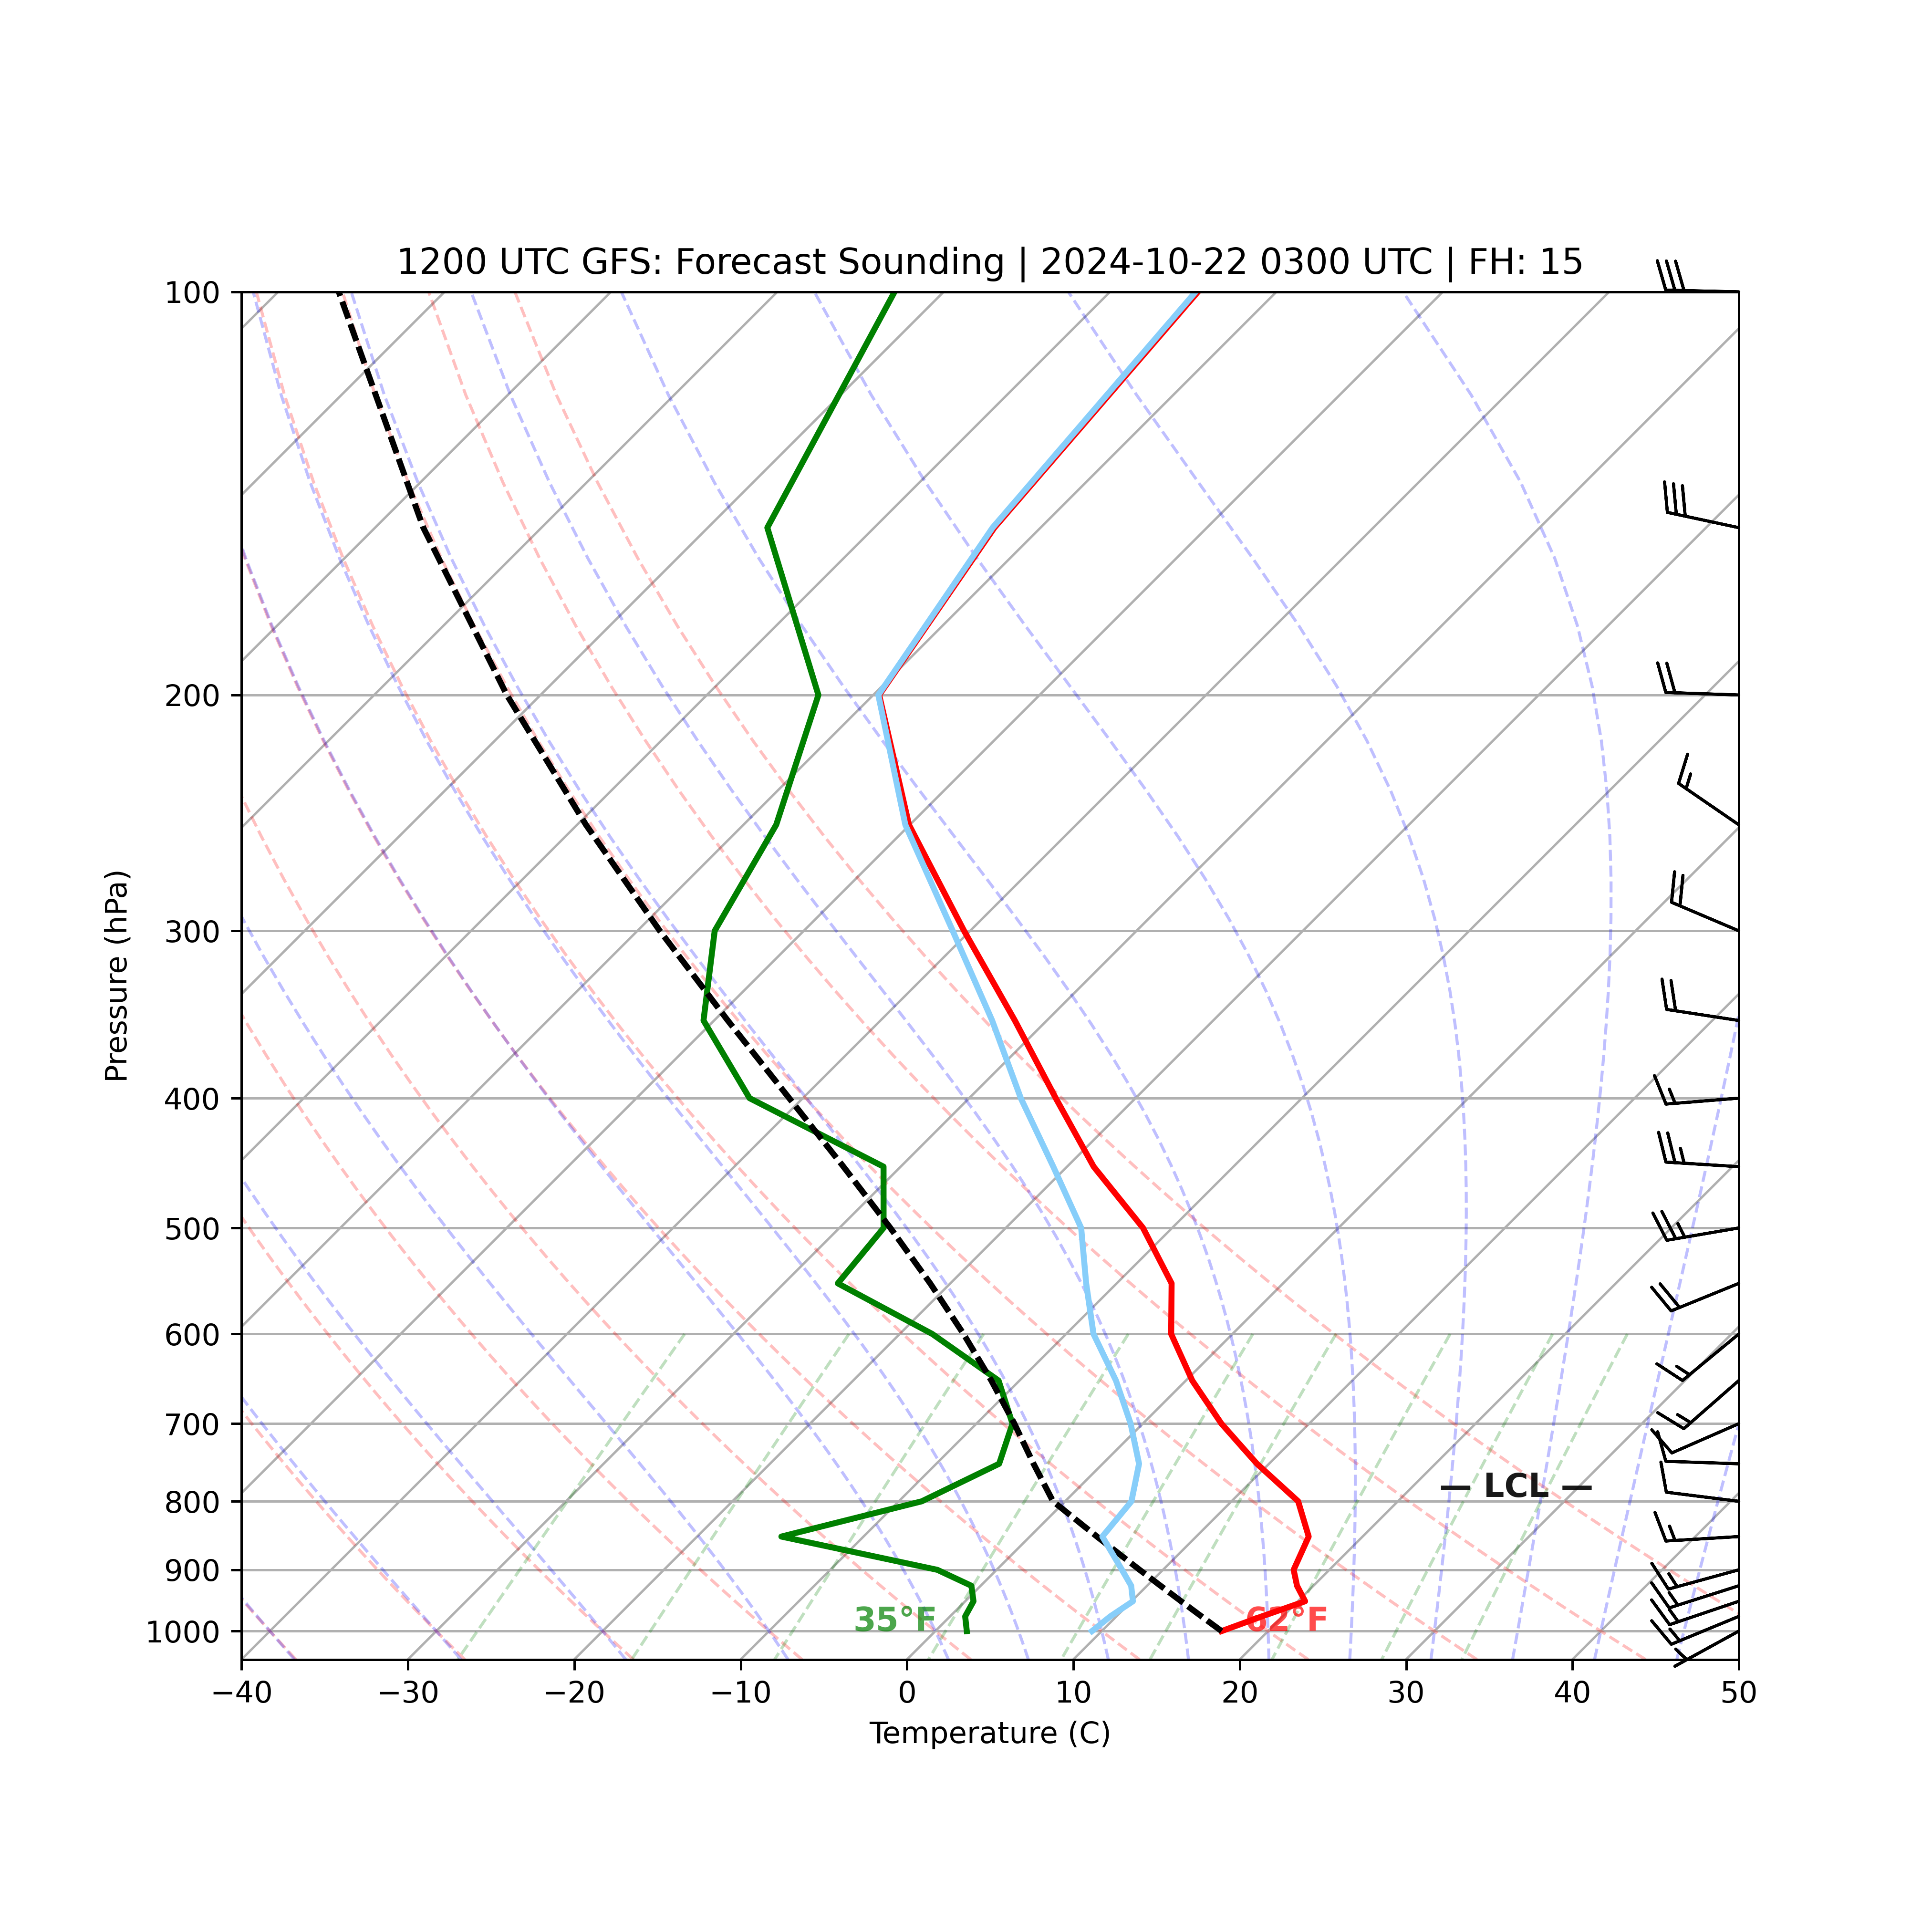 1200 UTC GFS: Forecast Sounding | 2024-10-22 0300 UTC | FH: 15
100
200
300
400
500
600
700
800
900
1000
Pressure (hPa)
— LCL —
35°F
62°F
−40 −30 −20 −10 0 10 20 30 40 50
Temperature (C)